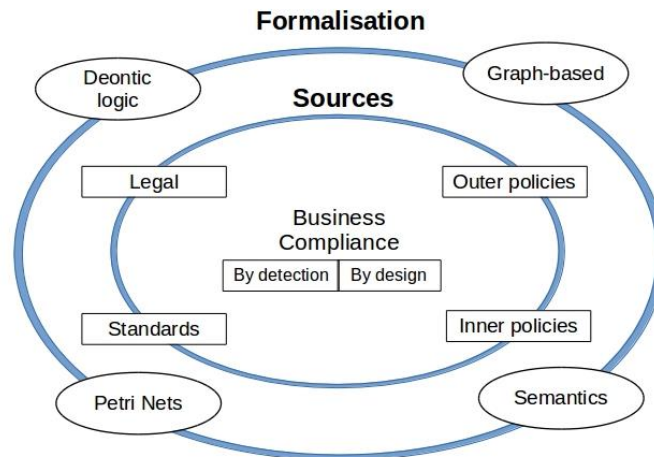 Formalisation
Deontic
logic
Graph-based
Sources
Legal
Outer policies
Business
Compliance
By detection
By design
Standards
Inner policies
Petri Nets
Semantics